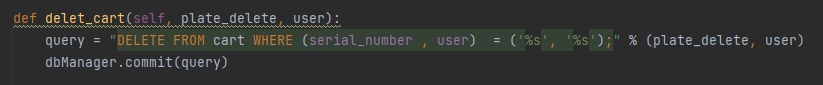 def delet_cart(self, plate_delete, user):
    query = "DELETE FROM cart WHERE (serial_number , user)  = ('%s', '%s');" % (plate_delete, user)
    dbManager.commit(query)